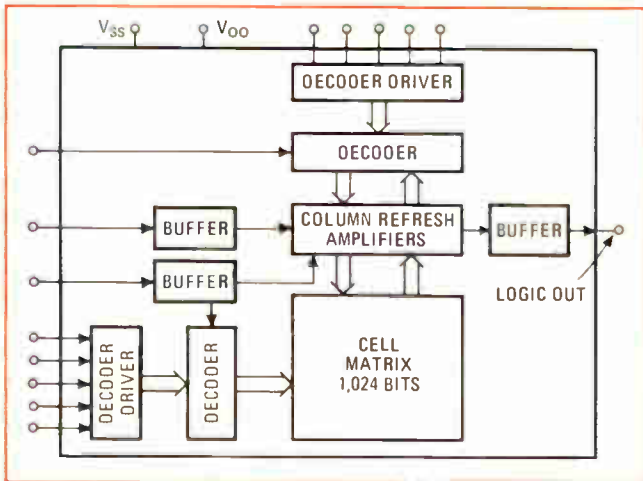 VSS VOO
OECOOER ORIVER
OECOOER
BUFFER
COLUMN REFRESH
AMPLIFIERS
BUFFER
BUFFER
LOGIC OUT
DECODER
DRIVER
DECODER
CELL
MATRIX
1,024 BITS